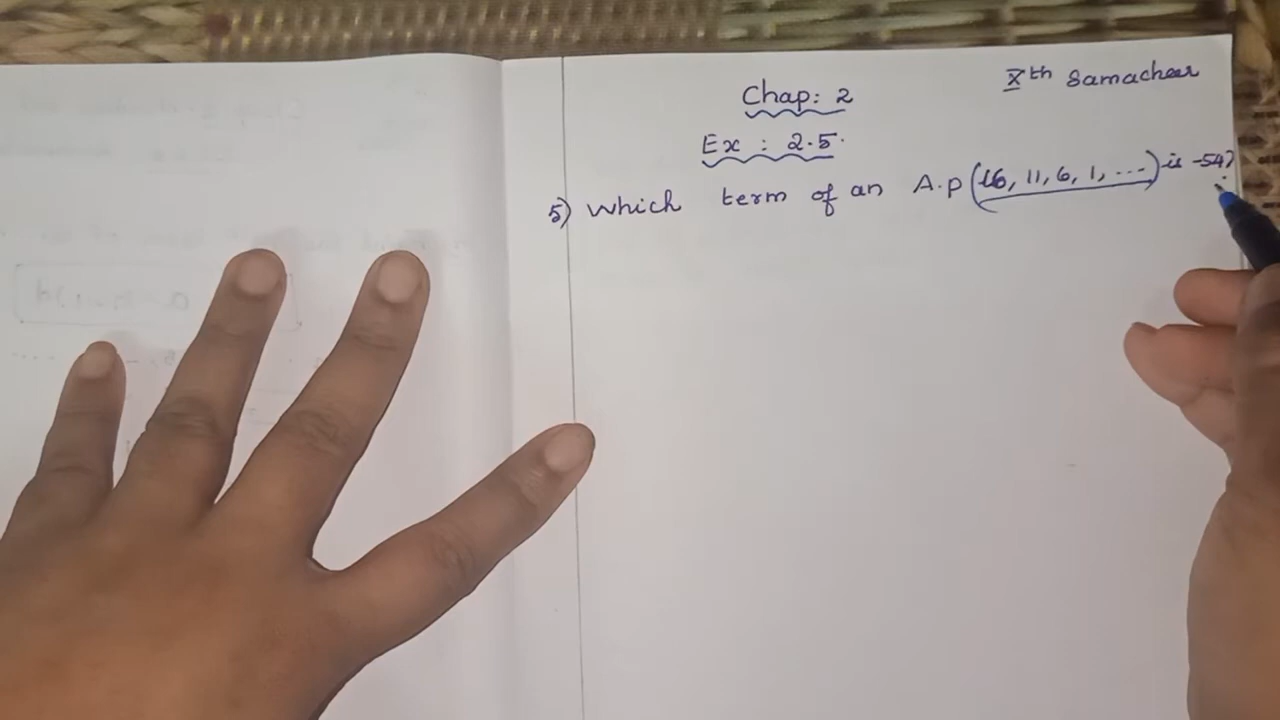 Xth Samacheer
Chap: 2
Ex : 2.5.
5) Which term of an A.p (16, 11, 6, 1, ...) is -54?